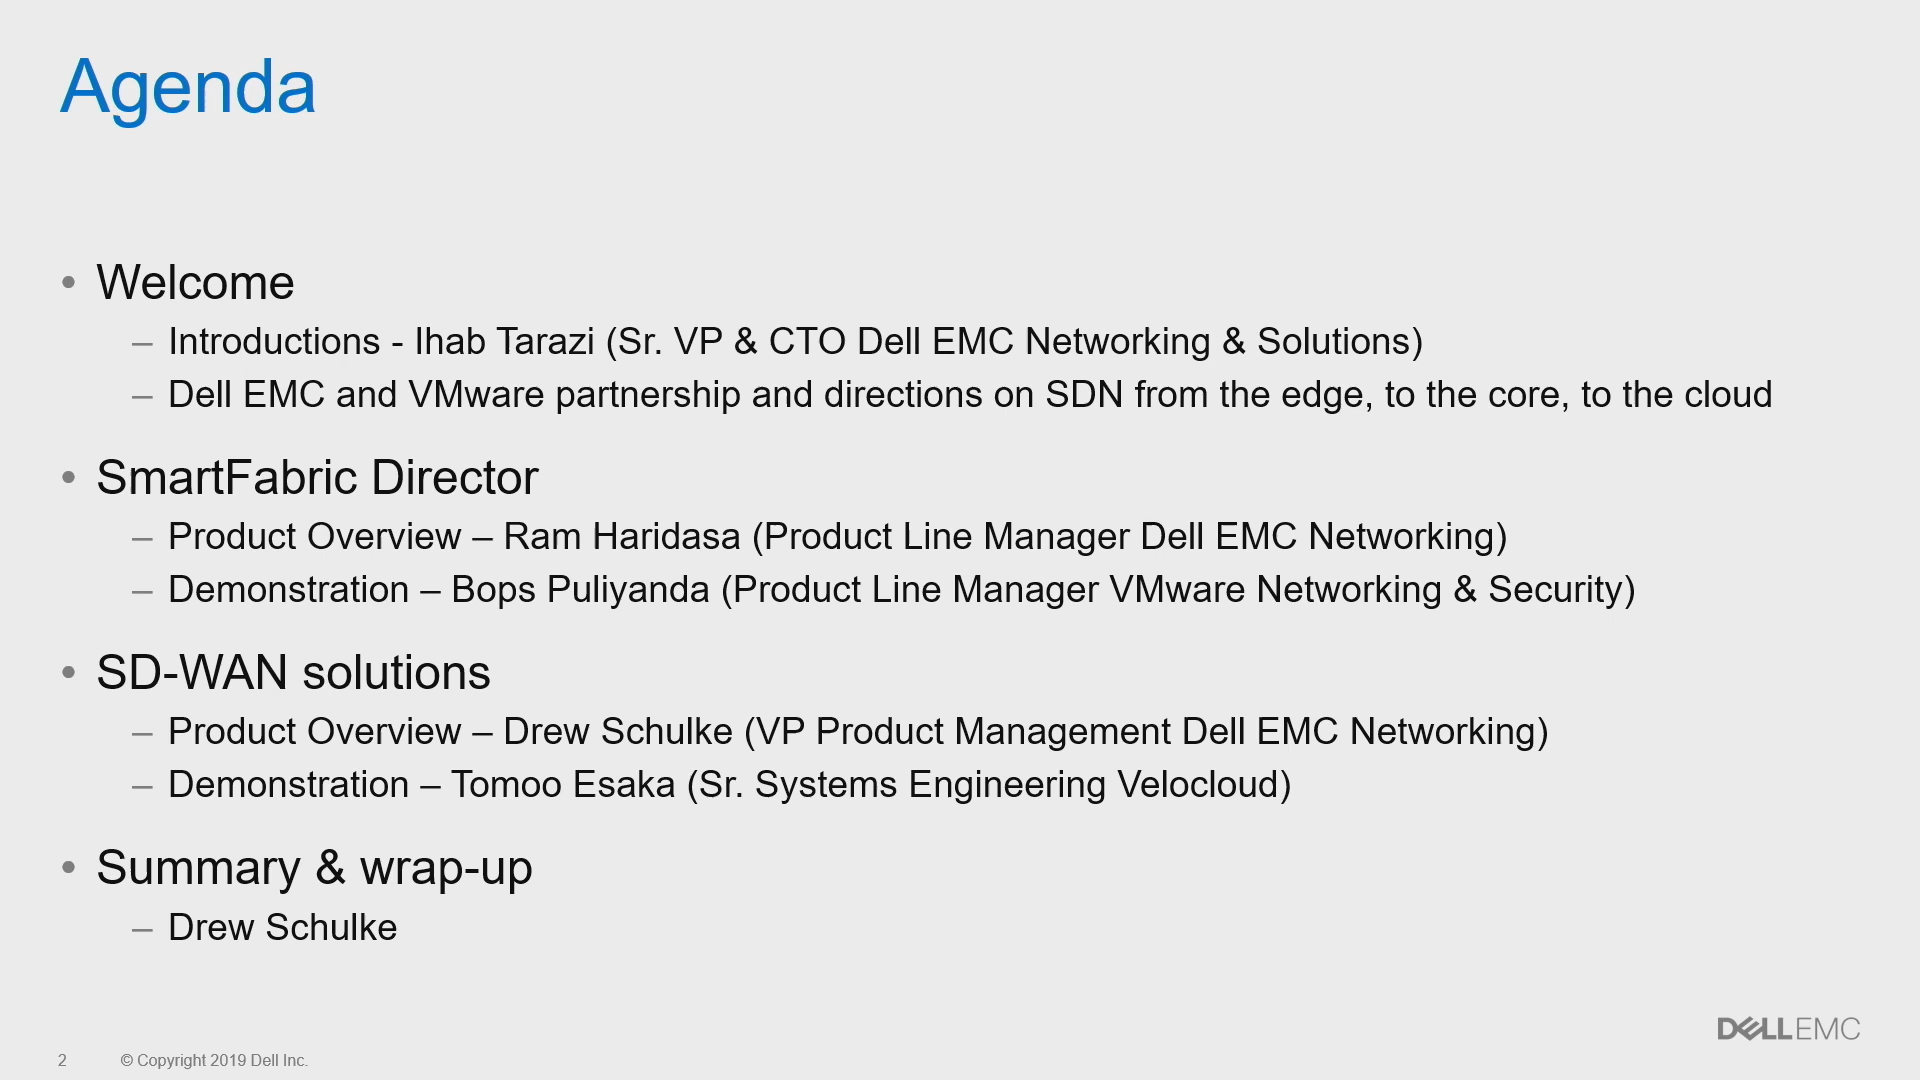 Agenda
• Welcome
– Introductions - Ihab Tarazi (Sr. VP & CTO Dell EMC Networking & Solutions)
– Dell EMC and VMware partnership and directions on SDN from the edge, to the core, to the cloud
• SmartFabric Director
– Product Overview – Ram Haridasa (Product Line Manager Dell EMC Networking)
– Demonstration – Bops Puliyanda (Product Line Manager VMware Networking & Security)
• SD-WAN solutions
– Product Overview – Drew Schulke (VP Product Management Dell EMC Networking)
– Demonstration – Tomoo Esaka (Sr. Systems Engineering Velocloud)
• Summary & wrap-up
– Drew Schulke
DELLEMC
2 © Copyright 2019 Dell Inc.